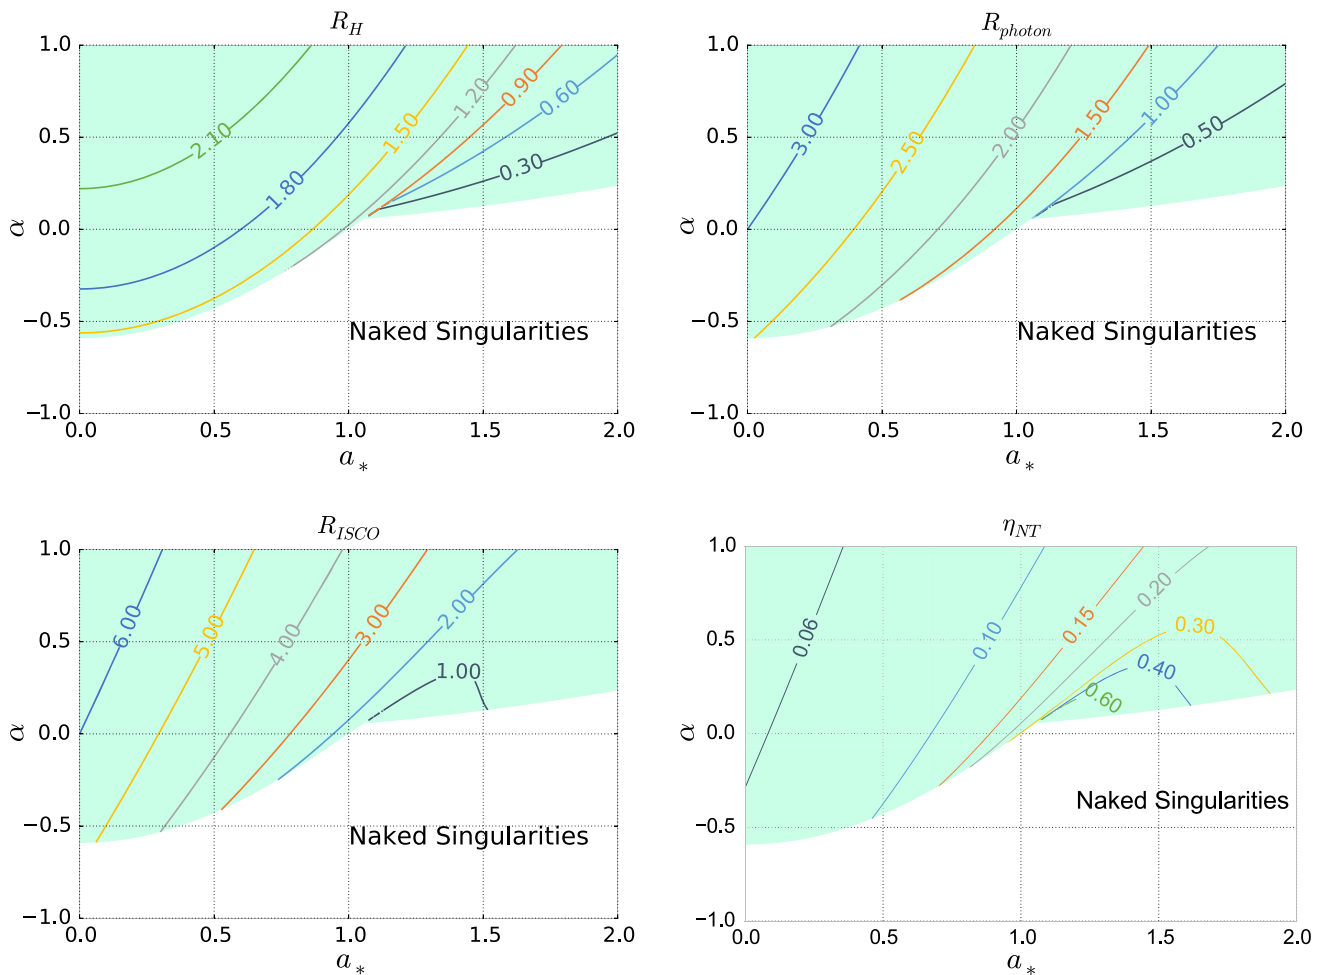 R_H
1.0
0.5
0.0
−0.5
−1.0
α
2.10
1.80
1.50
1.20
0.90
0.60
0.30
Naked Singularities
0.0 0.5 1.0 1.5 2.0
a_*
R_photon
1.0
0.5
0.0
−0.5
−1.0
α
3.00
2.50
2.00
1.50
1.00
0.50
Naked Singularities
0.0 0.5 1.0 1.5 2.0
a_*
R_ISCO
1.0
0.5
0.0
−0.5
−1.0
α
6.00
5.00
4.00
3.00
2.00
1.00
Naked Singularities
0.0 0.5 1.0 1.5 2.0
a_*
η_NT
1.0
0.5
0.0
−0.5
−1.0
α
0.06
0.10
0.15
0.20
0.30
0.40
0.60
Naked Singularities
0.0 0.5 1.0 1.5 2.0
a_*